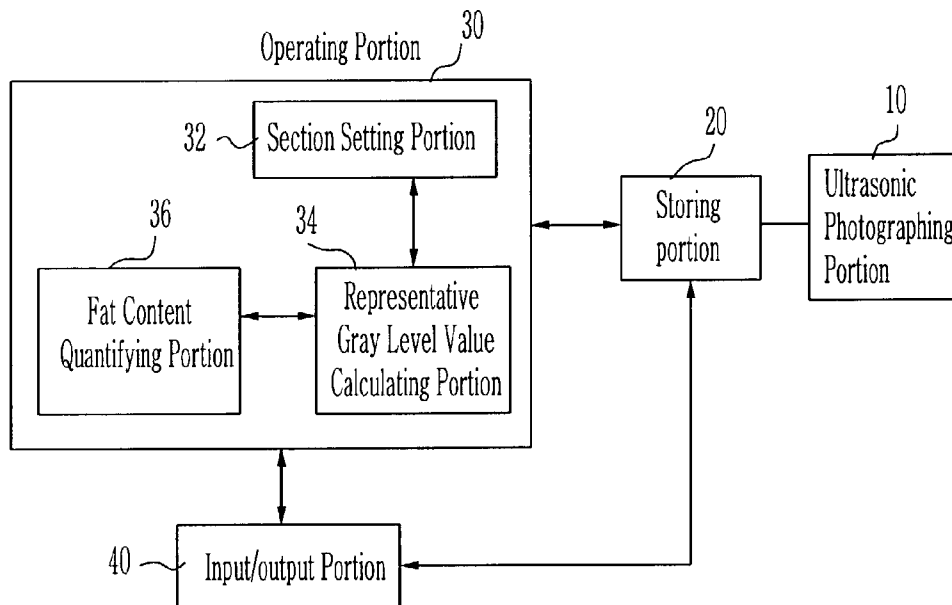 Operating Portion
30
32
Section Setting Portion
20
10
Storing
portion
Ultrasonic
Photographing
Portion
36
Fat Content
Quantifying Portion
34
Representative
Gray Level Value
Calculating Portion
40
Input/output Portion